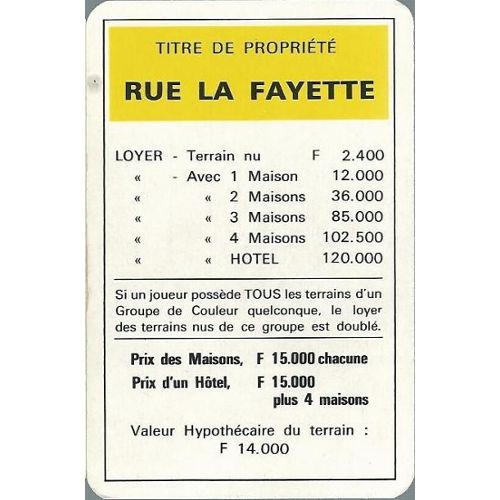 TITRE DE PROPRIÉTÉ
RUE LA FAYETTE
LOYER - Terrain nu F 2.400
« - Avec 1 Maison 12.000
« « 2 Maisons 36.000
« « 3 Maisons 85.000
« « 4 Maisons 102.500
« « HOTEL 120.000
Si un joueur possède TOUS les terrains d'un
Groupe de Couleur quelconque, le loyer
des terrains nus de ce groupe est doublé.
Prix des Maisons, F 15.000 chacune
Prix d'un Hôtel, F 15.000
plus 4 maisons
Valeur Hypothécaire du terrain :
F 14.000